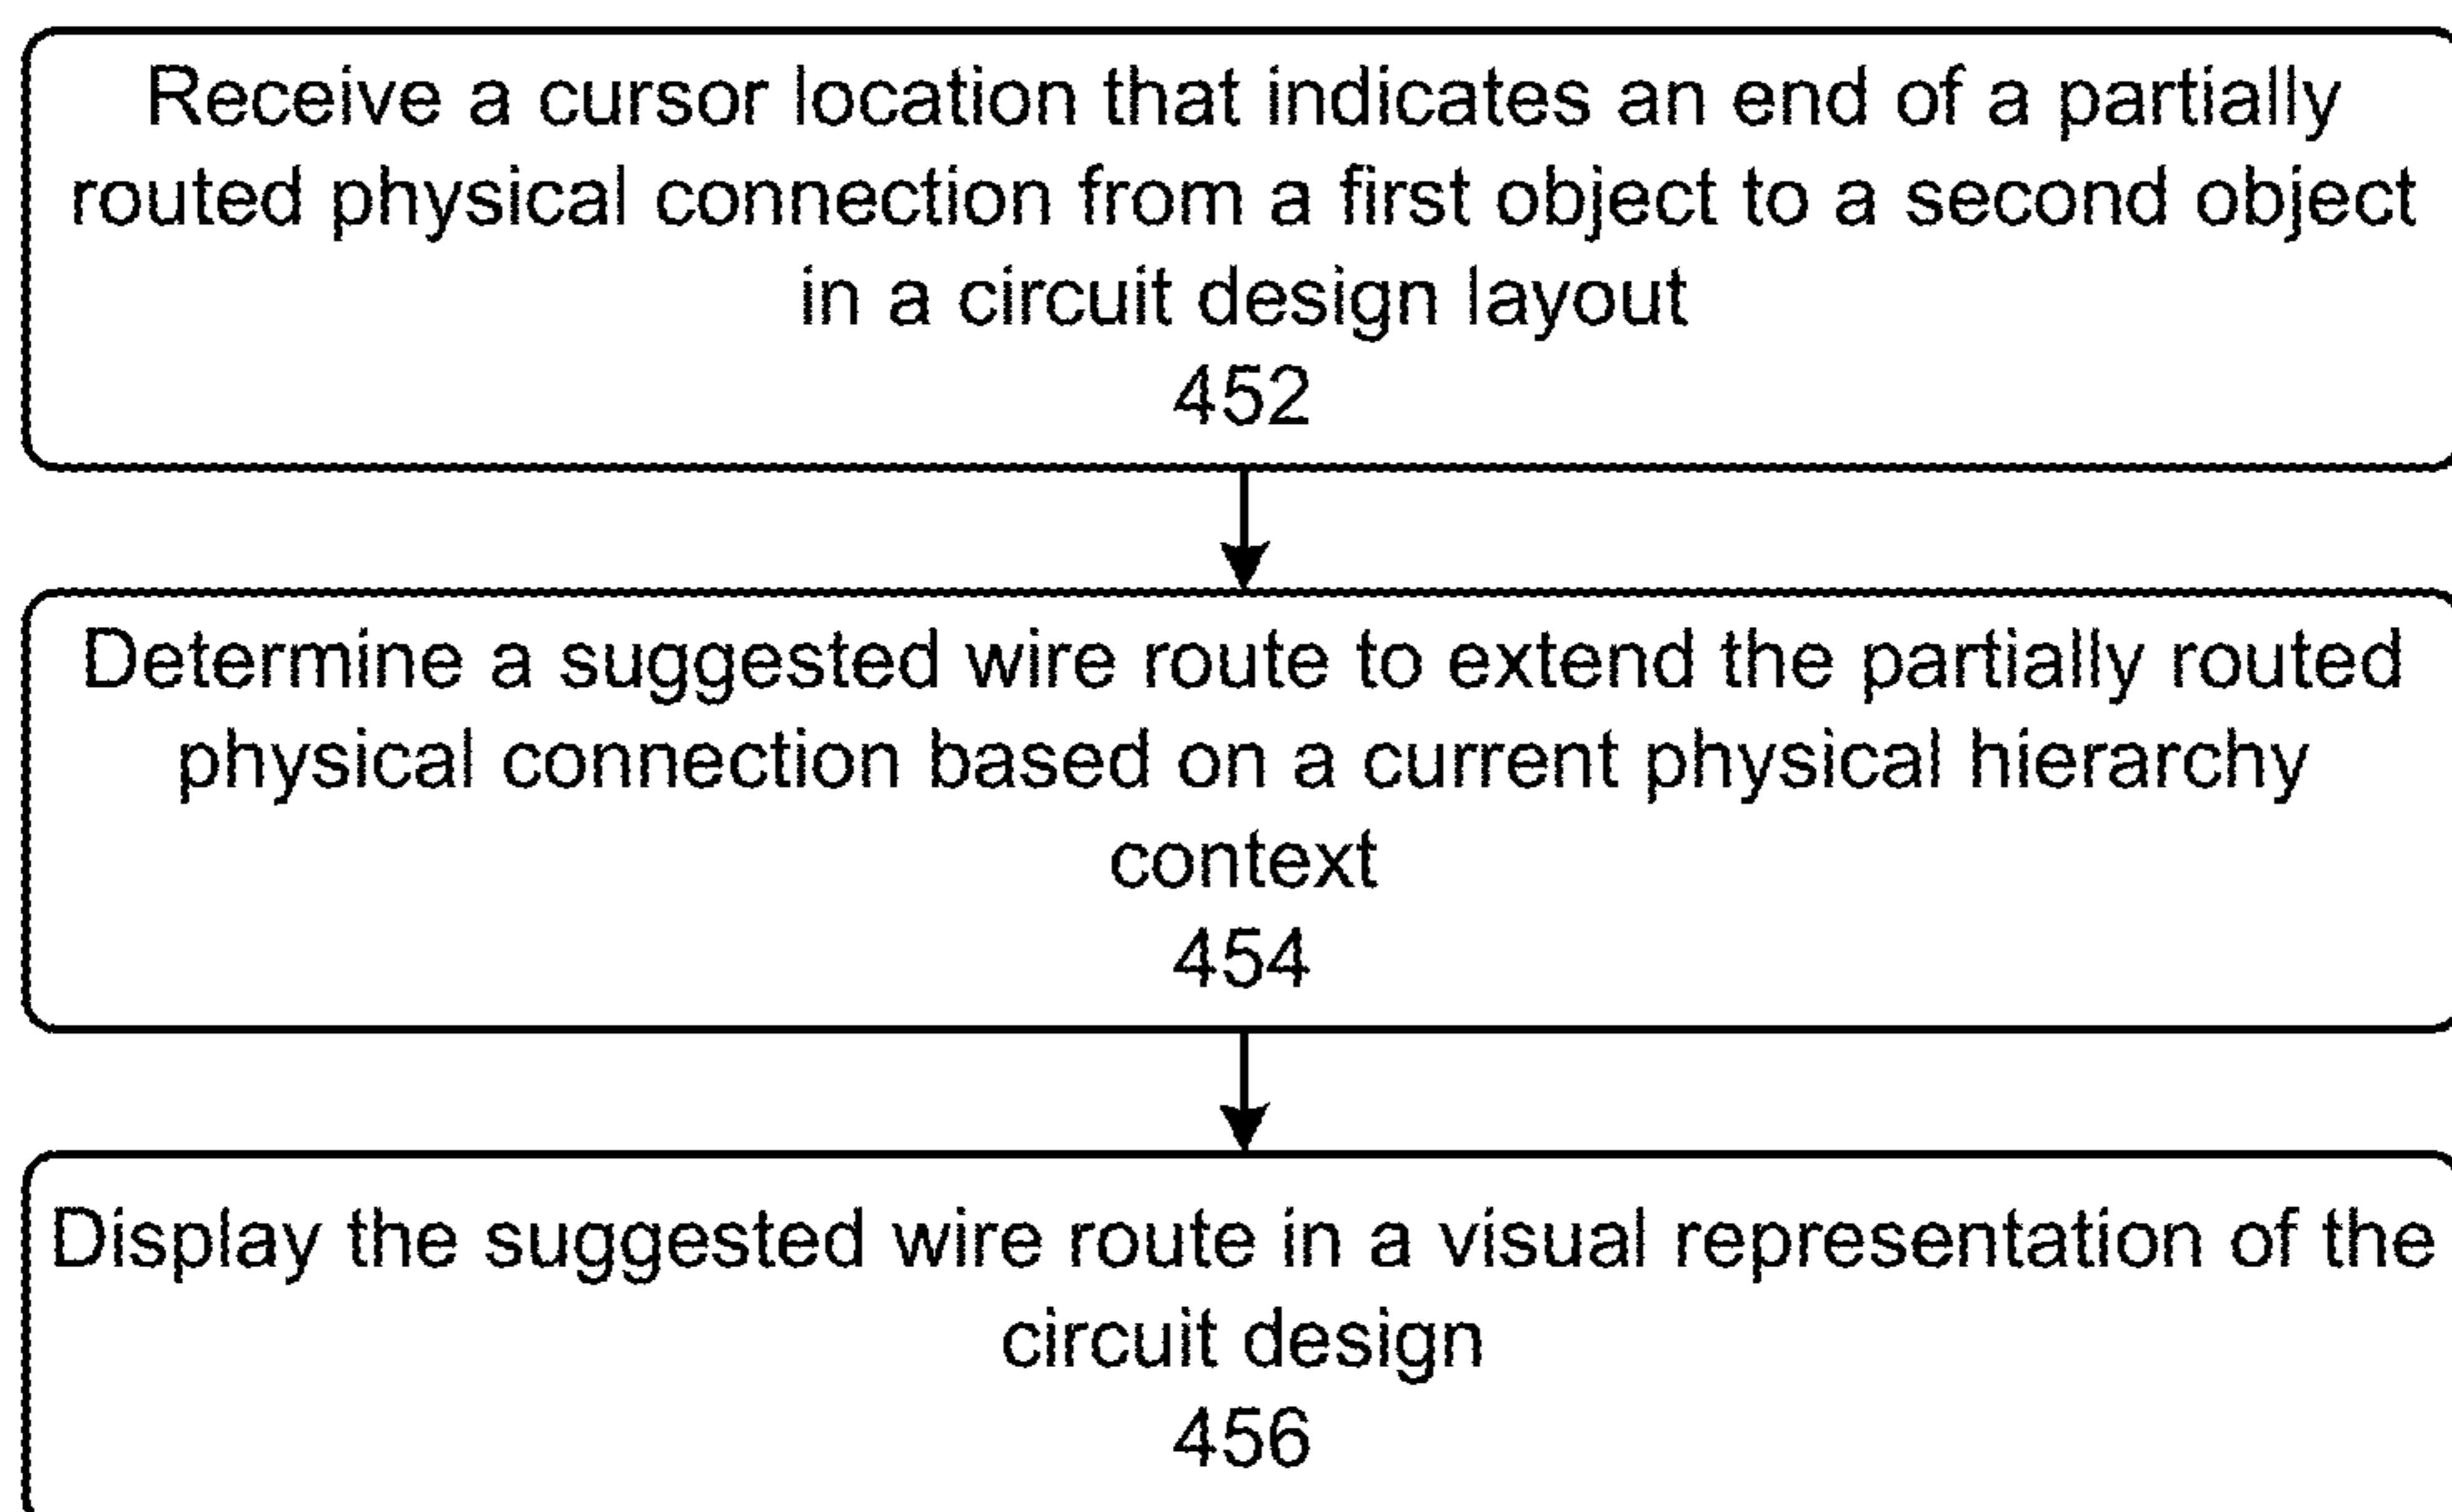 Receive a cursor location that indicates an end of a partially
routed physical connection from a first object to a second object
in a circuit design layout
452
Determine a suggested wire route to extend the partially routed
physical connection based on a current physical hierarchy
context
454
Display the suggested wire route in a visual representation of the
circuit design
456